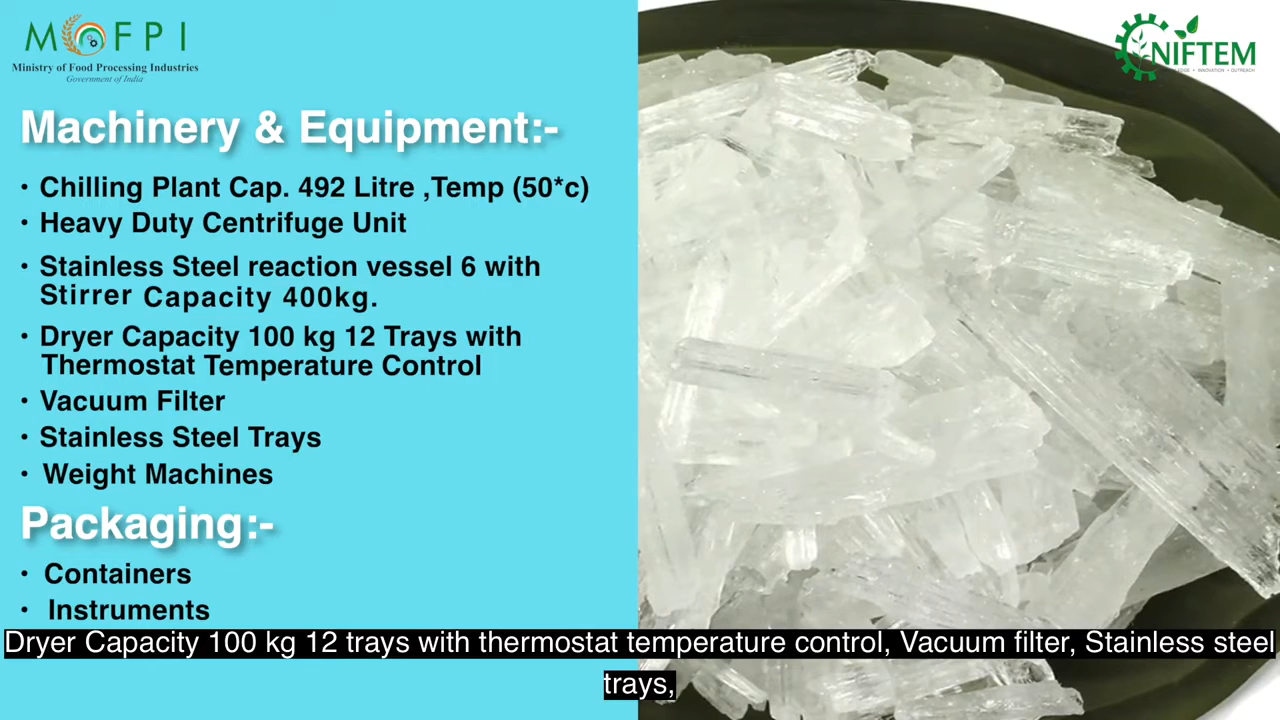 MOFPI
Ministry of Food Processing Industries
Government of India
NIFTEM
INNOVATION • OUTREACH
Machinery & Equipment:-
• Chilling Plant Cap. 492 Litre ,Temp (50*c)
• Heavy Duty Centrifuge Unit
• Stainless Steel reaction vessel 6 with
Stirrer Capacity 400kg.
• Dryer Capacity 100 kg 12 Trays with
Thermostat Temperature Control
• Vacuum Filter
• Stainless Steel Trays
• Weight Machines
Packaging:-
• Containers
• Instruments
Dryer Capacity 100 kg 12 trays with thermostat temperature control, Vacuum filter, Stainless steel
trays,